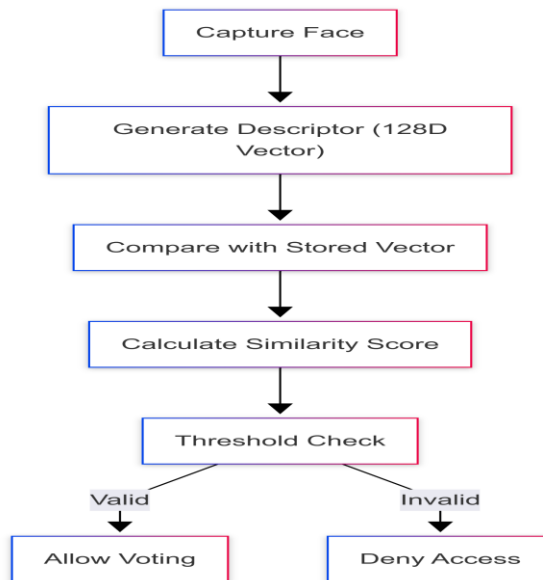 Capture Face
Generate Descriptor (128D
Vector)
Compare with Stored Vector
Calculate Similarity Score
Threshold Check
Valid
Invalid
Allow Voting
Deny Access